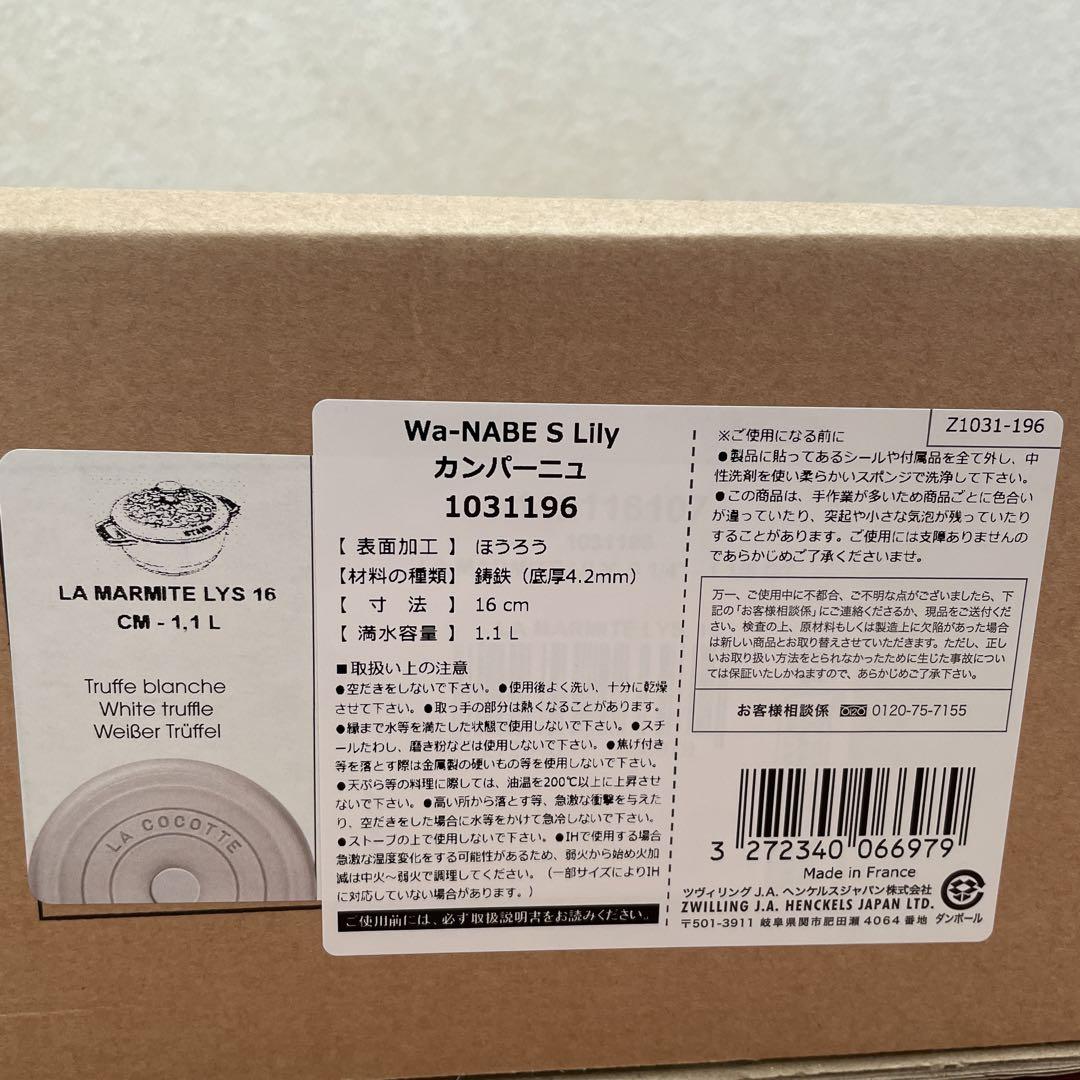 LA MARMITE LYS 16
CM - 1,1 L
Truffe blanche
White truffle
Weißer Trüffel
LA COCOTTE
Wa-NABE S Lily
カンパーニュ
1031196
【 表面加工 】 ほうろう
【材料の種類】 鋳鉄（底厚4.2mm）
【 寸 法 】 16 cm
【 満水容量 】 1.1 L
■取扱い上の注意
●空だきをしないで下さい。●使用後よく洗い、十分に乾燥
させて下さい。●取っ手の部分は熱くなることがあります。
●縁まで水等を満たした状態で使用しないで下さい。●スチ
ールたわし、磨き粉などは使用しないで下さい。●焦げ付き
等を落とす際は金属製の硬いもの等を使用しないで下さい。
●天ぷら等の料理に際しては、油温を200℃以上に上昇させ
ないで下さい。●高い所から落とす等、急激な衝撃を与えた
り、空だきをした場合に水等をかけて急冷しないで下さい。
●ストーブの上で使用しないで下さい。●IHで使用する場合
急激な温度変化をする可能性があるため、弱火から始め火加
減は中火～弱火で調理してください。（一部サイズによりIH
に対応していない場合があります。）
ご使用前には、必ず取扱説明書をお読みください。
Z1031-196
※ご使用になる前に
●製品に貼ってあるシールや付属品を全て外し、中
性洗剤を使い柔らかいスポンジで洗浄して下さい。
●この商品は、手作業が多いため商品ごとに色合い
が違っていたり、突起や小さな気泡が残っていたり
することがあります。ご使用には支障ありませんの
であらかじめご了承くださいませ。
万一、ご使用中に不都合、ご不明な点がございましたら、下
記の「お客様相談係」にご連絡くださるか、現品をご送付くださ
い。検査の上、原材料もしくは製造上に欠陥があった場合
は新しい商品とお取り替えさせていただきます。ただし、正し
いお取り扱い方法をとられなかったために生じた事故につい
ては保証いたしかねますので、あらかじめご了承下さい。
お客様相談係 0120-75-7155
3 272340 066979
Made in France
ツヴィリング J.A. ヘンケルスジャパン株式会社
ZWILLING J.A. HENCKELS JAPAN LTD.
〒501-3911 岐阜県関市肥田瀬 4064 番地
ダンボール